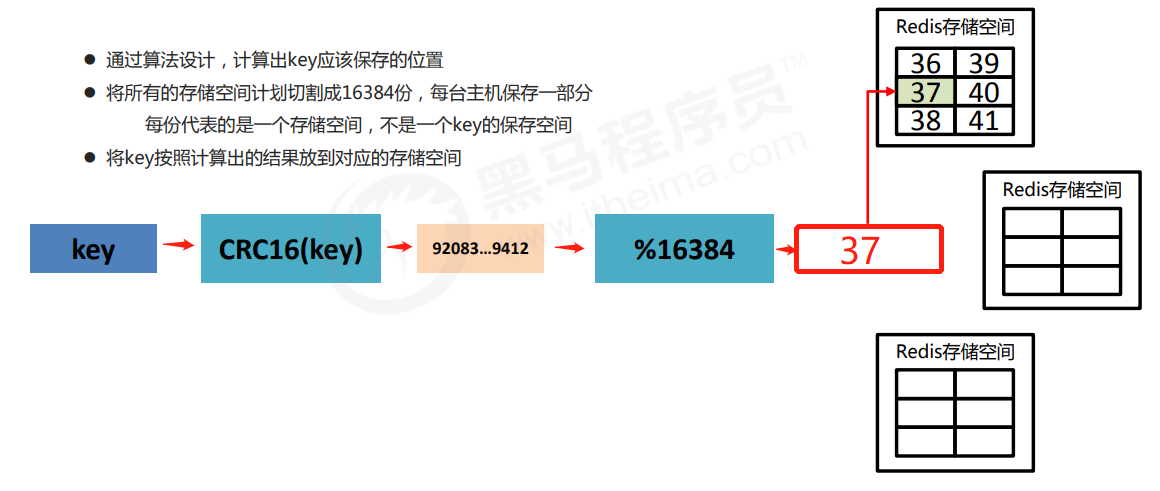 ● 通过算法设计，计算出key应该保存的位置
● 将所有的存储空间计划切割成16384份，每台主机保存一部分
每份代表的是一个存储空间，不是一个key的保存空间
● 将key按照计算出的结果放到对应的存储空间
key
CRC16(key)
92083...9412
%16384
37
Redis存储空间
36 39
37 40
38 41
Redis存储空间
Redis存储空间
黑马程序员™
www.itheima.com